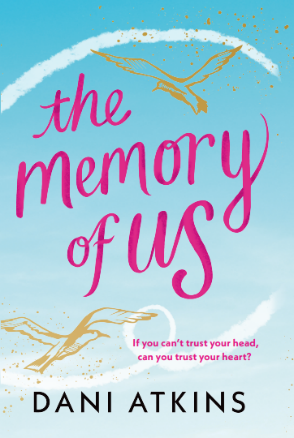 the
memory
of us
If you can't trust your head,
can you trust your heart?
DANI ATKINS